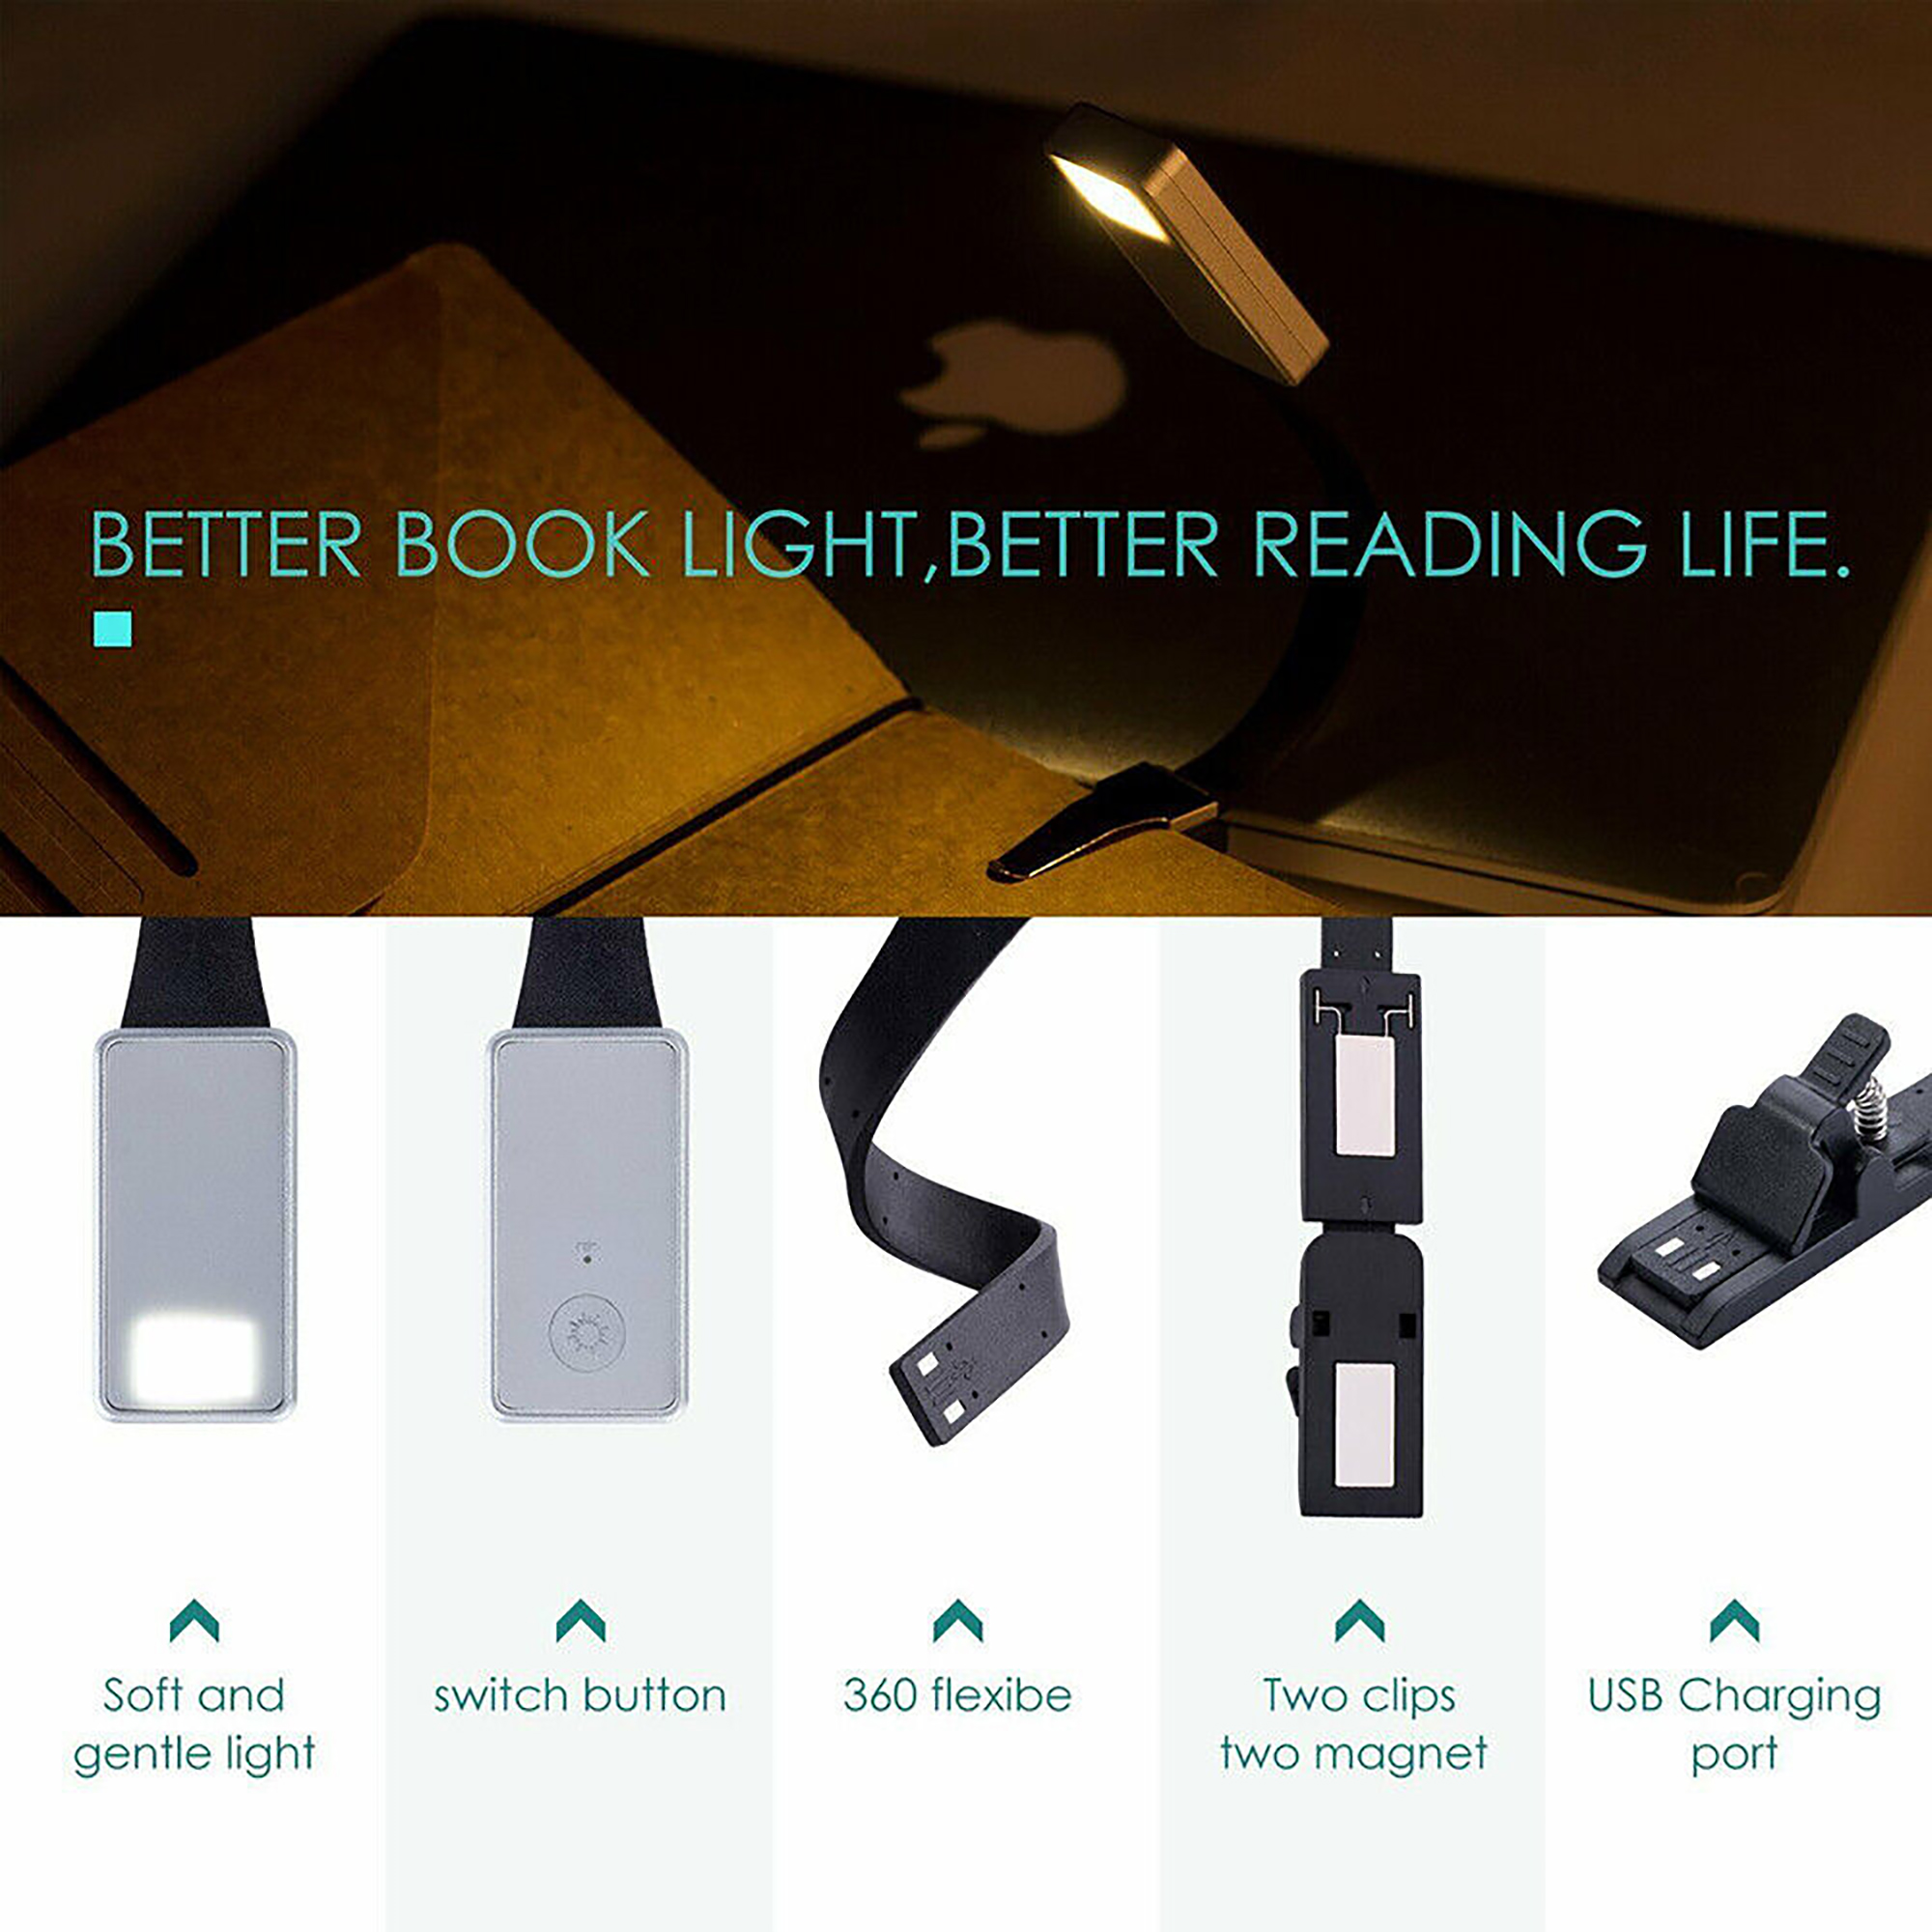 BETTER BOOK LIGHT,BETTER READING LIFE.
Soft and
gentle light
switch button
360 flexibe
Two clips
two magnet
USB Charging
port